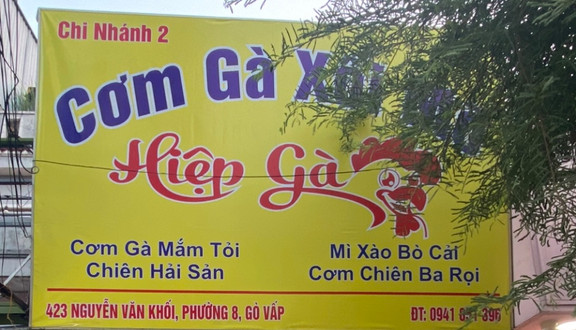 Chi Nhánh 2
Cơm Gà
Hiệp Gà
Cơm Gà Mắm Tỏi
Chiên Hải Sản
Mì Xào Bò Cải
Cơm Chiên Ba Rọi
423 NGUYỄN VĂN KHỐI, PHƯỜNG 8, GÒ VẤP
ĐT: 0941 396